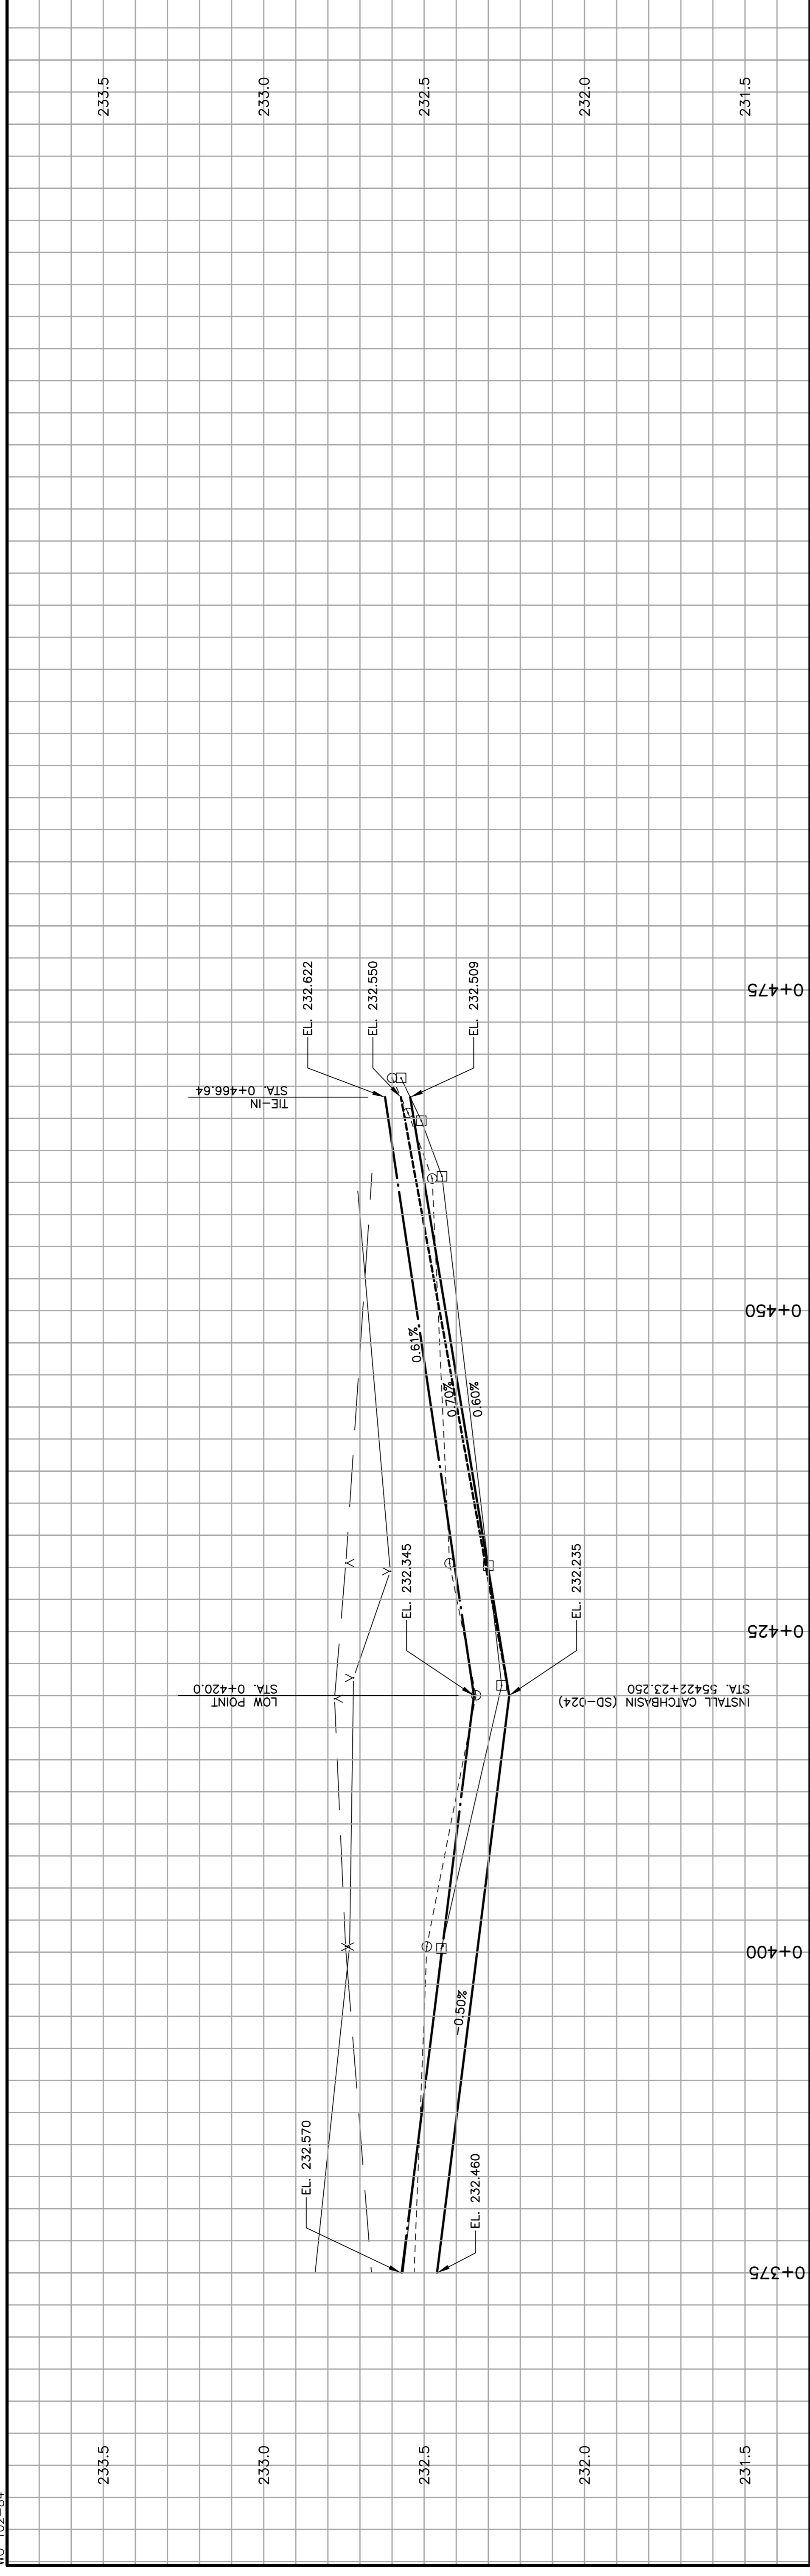 233.5
233.0
232.5
232.0
231.5
233.5
233.0
232.5
232.0
231.5
0+375
0+400
0+425
0+450
0+475
EL. 232.570
EL. 232.460
-0.50%
LOW POINT
STA. 0+420.0
EL. 232.345
EL. 232.235
INSTALL CATCHBASIN (SD-024)
STA. 55422+23.250
0.61%
0.70%
0.60%
TIE-IN
STA. 0+466.64
EL. 232.622
EL. 232.550
EL. 232.509